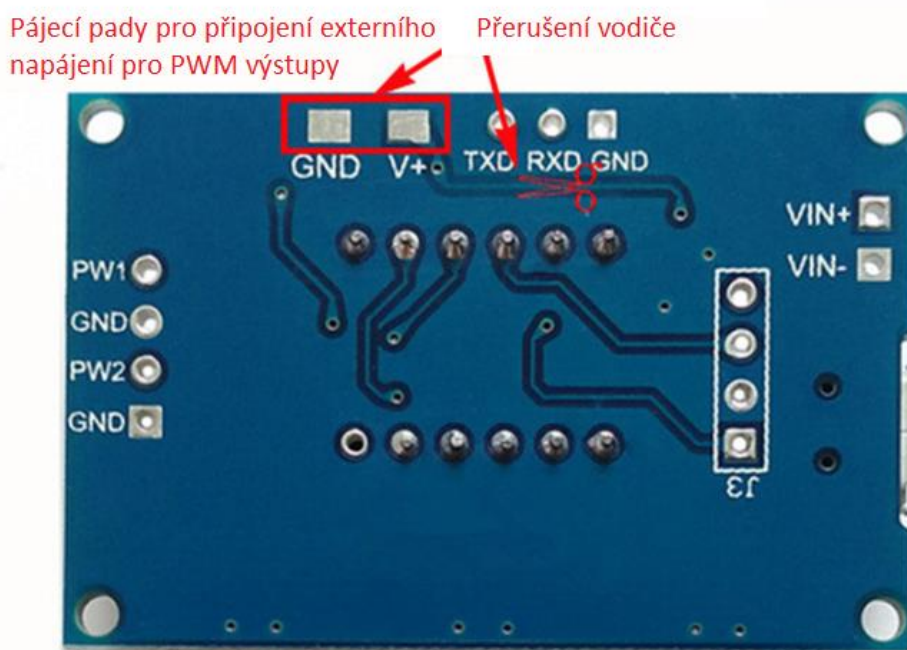 Pájecí pady pro připojení externího
napájení pro PWM výstupy
Přerušení vodiče
GND V+ TXD RXD GND
VIN+
VIN-
PW1
GND
PW2
GND
J3